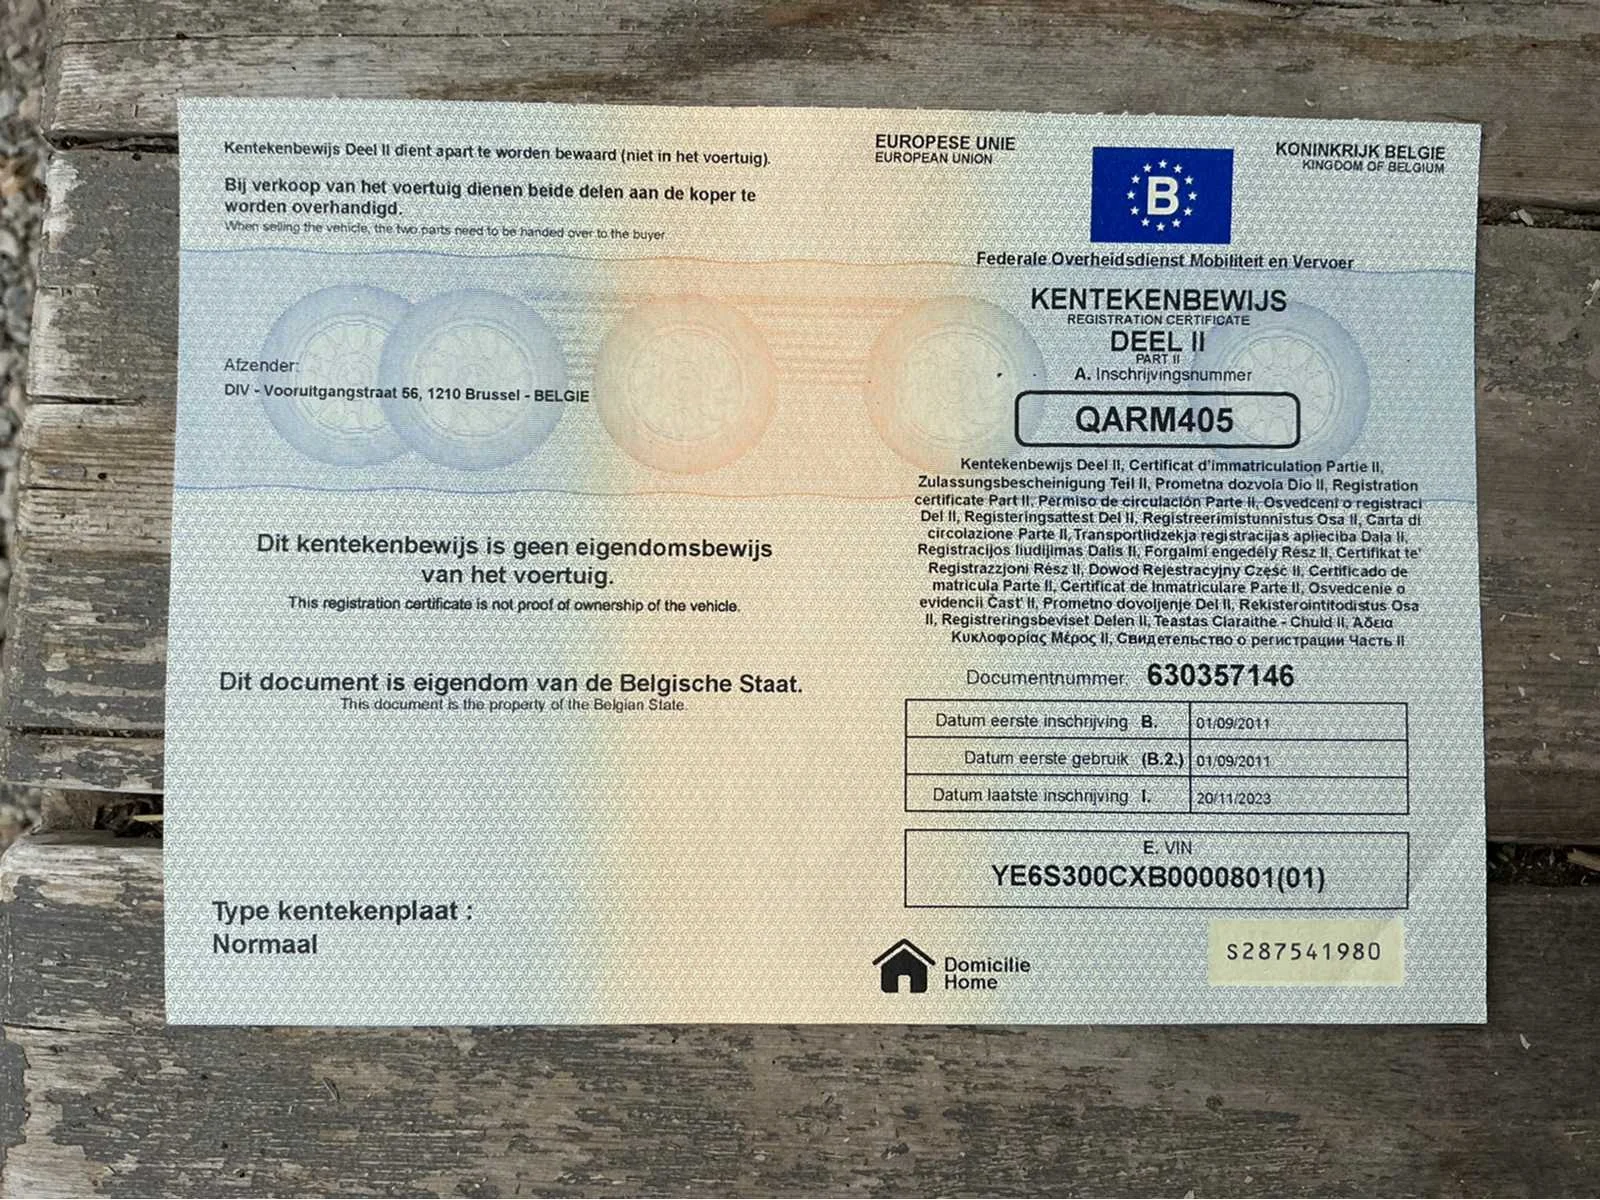 Kentekenbewijs Deel II dient apart te worden bewaard (niet in het voertuig).
Bij verkoop van het voertuig dienen beide delen aan de koper te
worden overhandigd.
When selling the vehicle, the two parts need to be handed over to the buyer
Afzender:
DIV - Vooruitgangstraat 56, 1210 Brussel - BELGIE
Dit kentekenbewijs is geen eigendomsbewijs
van het voertuig.
This registration certificate is not proof of ownership of the vehicle.
Dit document is eigendom van de Belgische Staat.
This document is the property of the Belgian State.
Type kentekenplaat :
Normaal
EUROPESE UNIE
EUROPEAN UNION
B
KONINKRIJK BELGIE
KINGDOM OF BELGIUM
Federale Overheidsdienst Mobiliteit en Vervoer
KENTEKENBEWIJS
REGISTRATION CERTIFICATE
DEEL II
PART II
A. Inschrijvingsnummer
QARM405
Kentekenbewijs Deel II, Certificat d'immatriculation Partie II,
Zulassungsbescheinigung Teil II, Prometna dozvola Dio II, Registration
certificate Part II, Permiso de circulación Parte II, Osvedceni o registraci
Del II, Registeringsattest Del II, Registreerimistunnistus Osa II, Carta di
circolazione Parte II, Transportlidzekja registracijas aplieciba Daļa II,
Registracijos liudijimas Dalis II, Forgalmi engedély Rész II, Certifikat te'
Registrazzjoni Rész II, Dowod Rejestracyjny Część II, Certificado de
matricula Parte II, Certificat de Inmatriculare Parte II, Osvedcenie o
evidencii Časť II, Prometno dovoljenje Del II, Rekisterointitodistus Osa
II, Registreringsbeviset Delen II, Teastas Claraithe - Chuid II, Άδεια
Κυκλοφορίας Μέρος II, Свидетельство о регистрации Часть II
Documentnummer: 630357146
Datum eerste inschrijving B. 01/09/2011
Datum eerste gebruik (B.2.) 01/09/2011
Datum laatste inschrijving I. 20/11/2023
E. VIN
YE6S300CXB0000801(01)
Domicilie
Home
S287541980